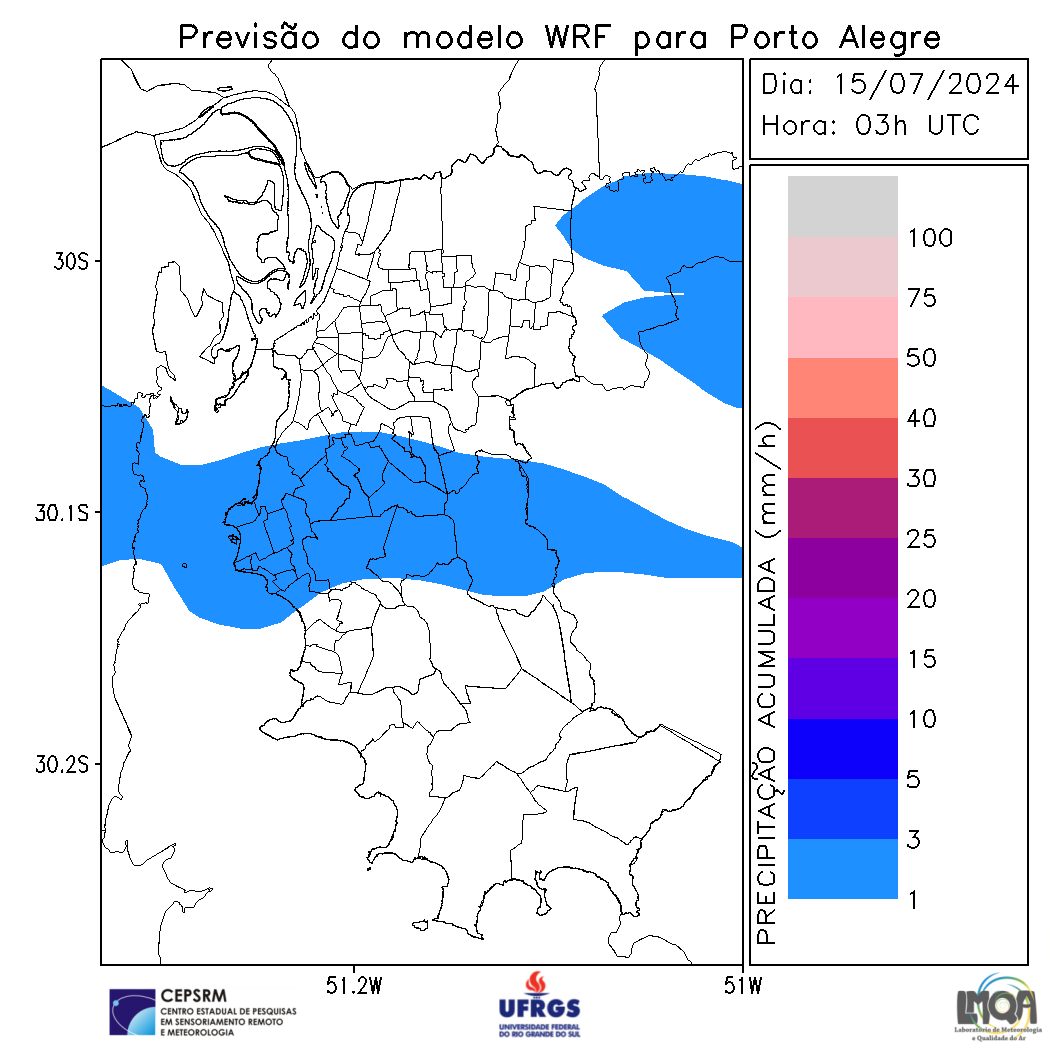 Previsão do modelo WRF para Porto Alegre
Dia: 15/07/2024
Hora: 03h UTC
30S
30.1S
30.2S
51.2W
51W
PRECIPITAÇÃO ACUMULADA (mm/h)
100
75
50
40
30
25
20
15
10
5
3
1
CEPSRM
CENTRO ESTADUAL DE PESQUISAS
EM SENSORIAMENTO REMOTO
E METEOROLOGIA
UFRGS
UNIVERSIDADE FEDERAL
DO RIO GRANDE DO SUL
LMQA
Laboratório de Meteorologia
e Qualidade do Ar